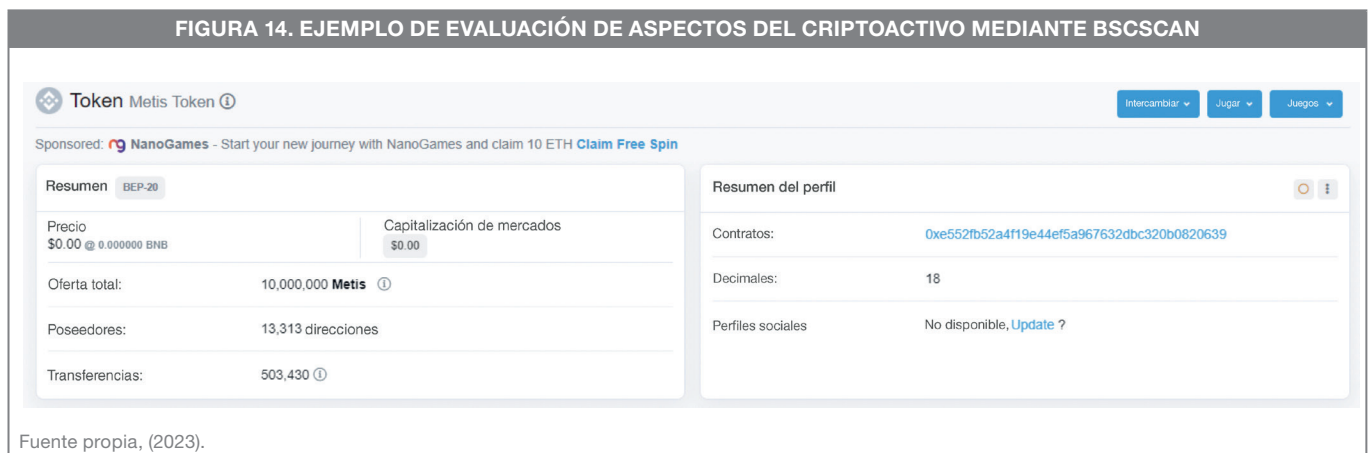 FIGURA 14. EJEMPLO DE EVALUACIÓN DE ASPECTOS DEL CRIPTOACTIVO MEDIANTE BSCSCAN
Token Metis Token
Intercambiar
Jugar
Juegos
Sponsored: NanoGames - Start your new journey with NanoGames and claim 10 ETH Claim Free Spin
Resumen BEP-20
Precio
$0.00 @ 0.000000 BNB
Capitalización de mercados
$0.00
Oferta total: 10,000,000 Metis
Poseedores: 13,313 direcciones
Transferencias: 503,430
Resumen del perfil
Contratos: 0xe552fb52a4f19e44ef5a967632dbc320b0820639
Decimales: 18
Perfiles sociales No disponible, Update ?
Fuente propia, (2023).